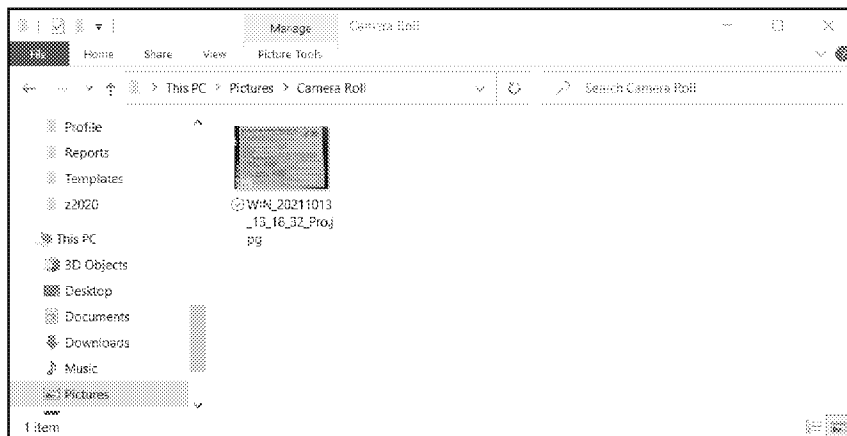 Manage Camera Roll
File Home Share View Picture Tools
This PC > Pictures > Camera Roll Search Camera Roll
Profile
Reports
Templates
z2020
This PC
3D Objects
Desktop
Documents
Downloads
Music
Pictures
WIN_20211013
_13_18_32_Pro.j
pg
1 item